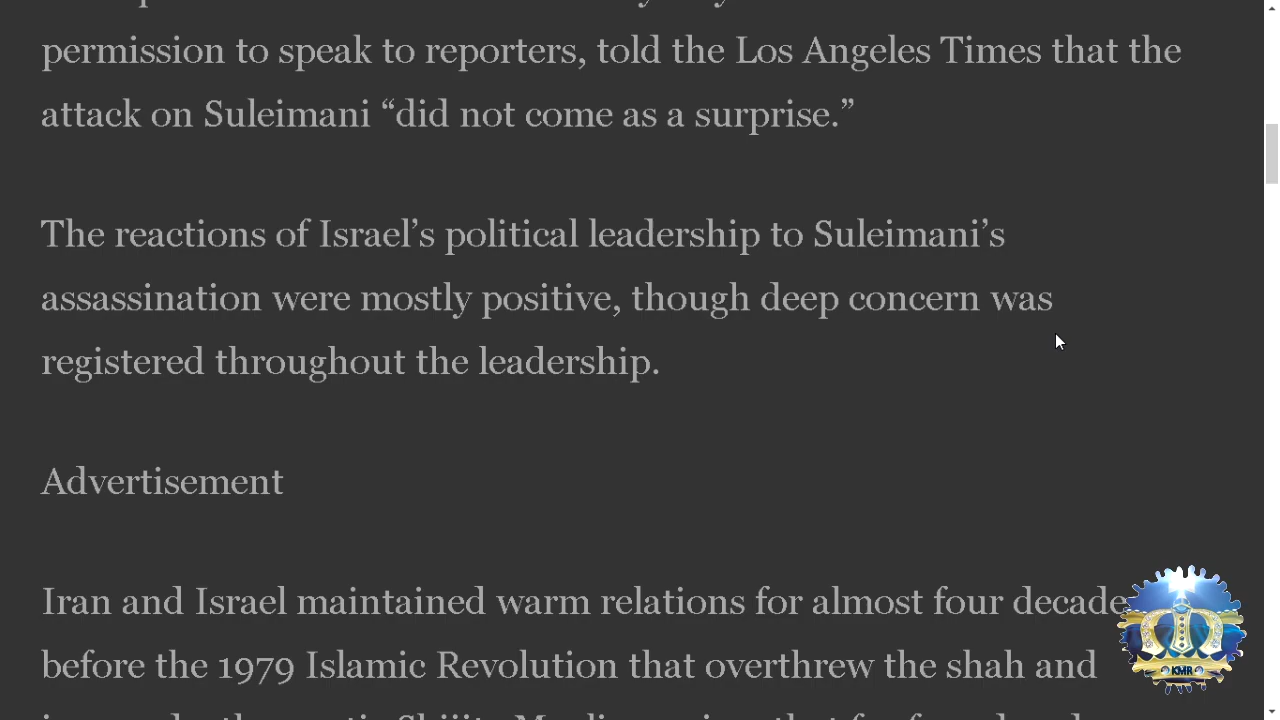 permission to speak to reporters, told the Los Angeles Times that the
attack on Suleimani “did not come as a surprise.”
The reactions of Israel’s political leadership to Suleimani’s
assassination were mostly positive, though deep concern was
registered throughout the leadership.
Advertisement
Iran and Israel maintained warm relations for almost four decade
before the 1979 Islamic Revolution that overthrew the shah and
KMR